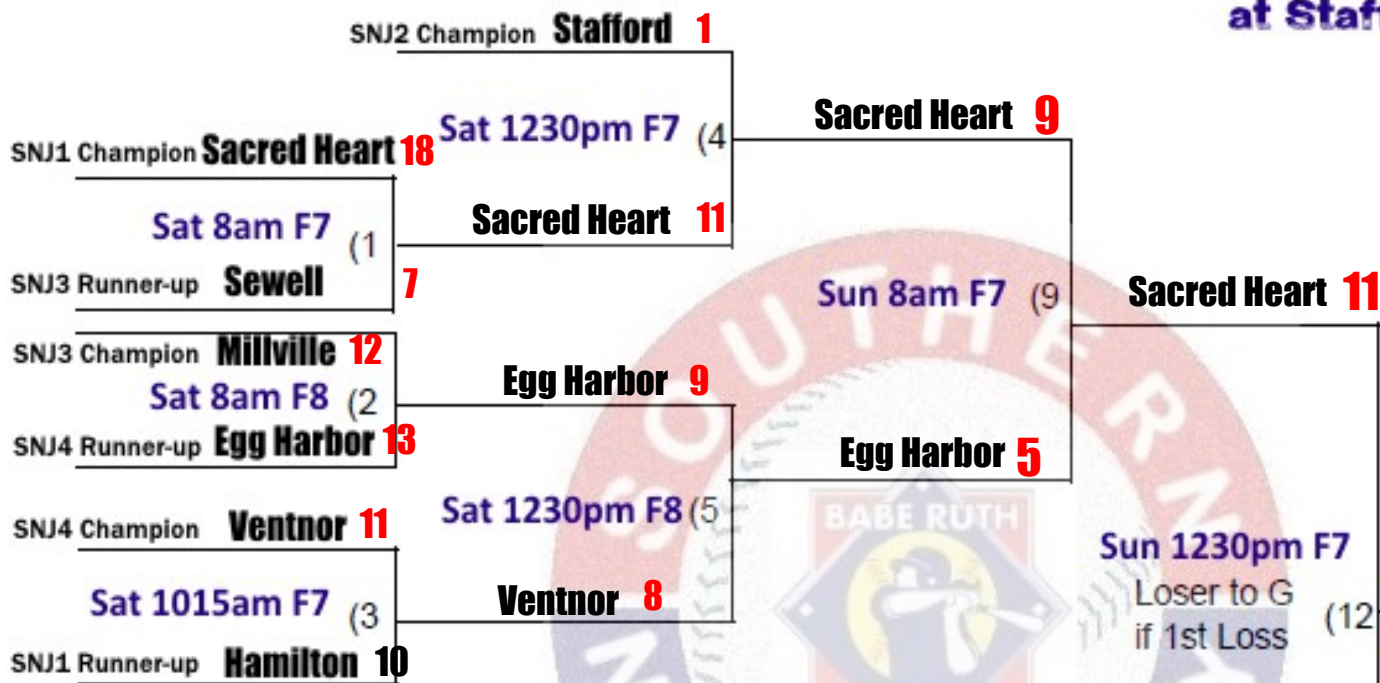 at Staf
SNJ2 Champion Stafford 1
Sat 1230pm F7 (4
Sacred Heart 9
SNJ1 Champion Sacred Heart 18
Sat 8am F7 (1
Sacred Heart 11
SNJ3 Runner-up Sewell 7
Sun 8am F7 (9
Sacred Heart 11
SNJ3 Champion Millville 12
Sat 8am F8 (2
Egg Harbor 9
SNJ4 Runner-up Egg Harbor 13
Egg Harbor 5
SNJ4 Champion Ventnor 11
Sat 1230pm F8 (5
Sat 1015am F7 (3
Ventnor 8
SNJ1 Runner-up Hamilton 10
Sun 1230pm F7
Loser to G
if 1st Loss
(12
SOUTHERN
BABE RUTH